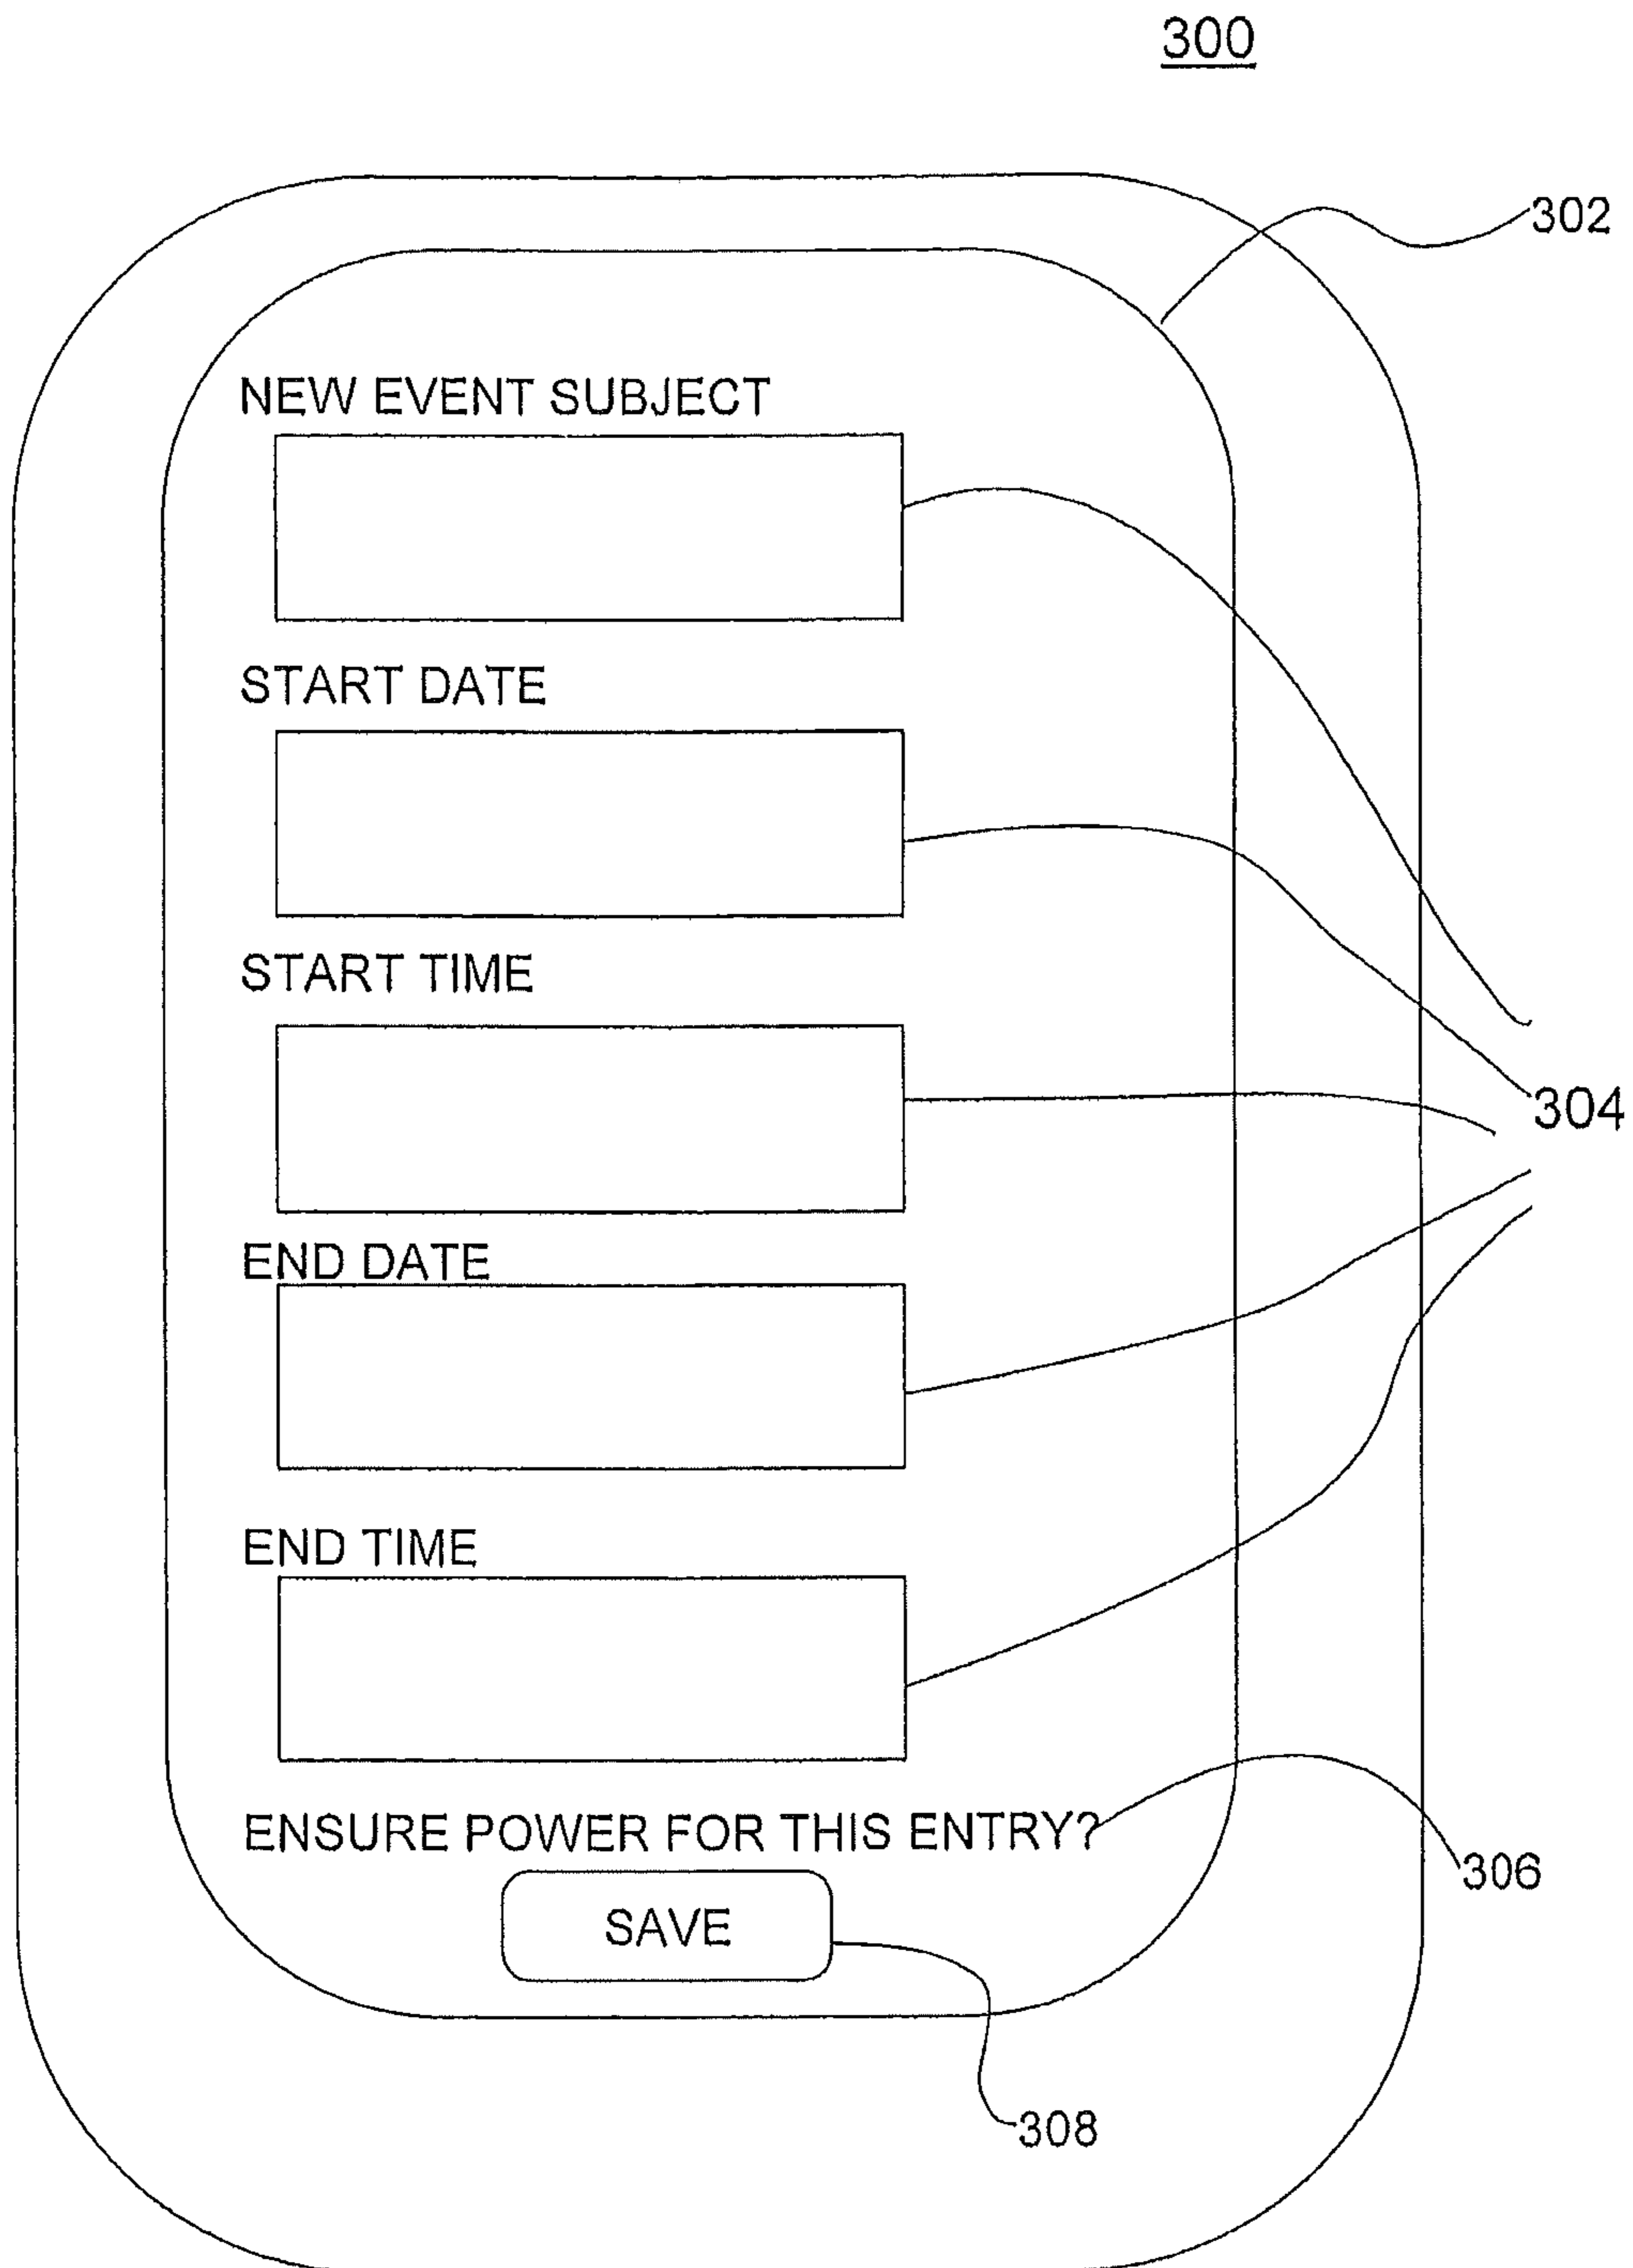 300
302
NEW EVENT SUBJECT
START DATE
START TIME
304
END DATE
END TIME
ENSURE POWER FOR THIS ENTRY?
306
SAVE
308